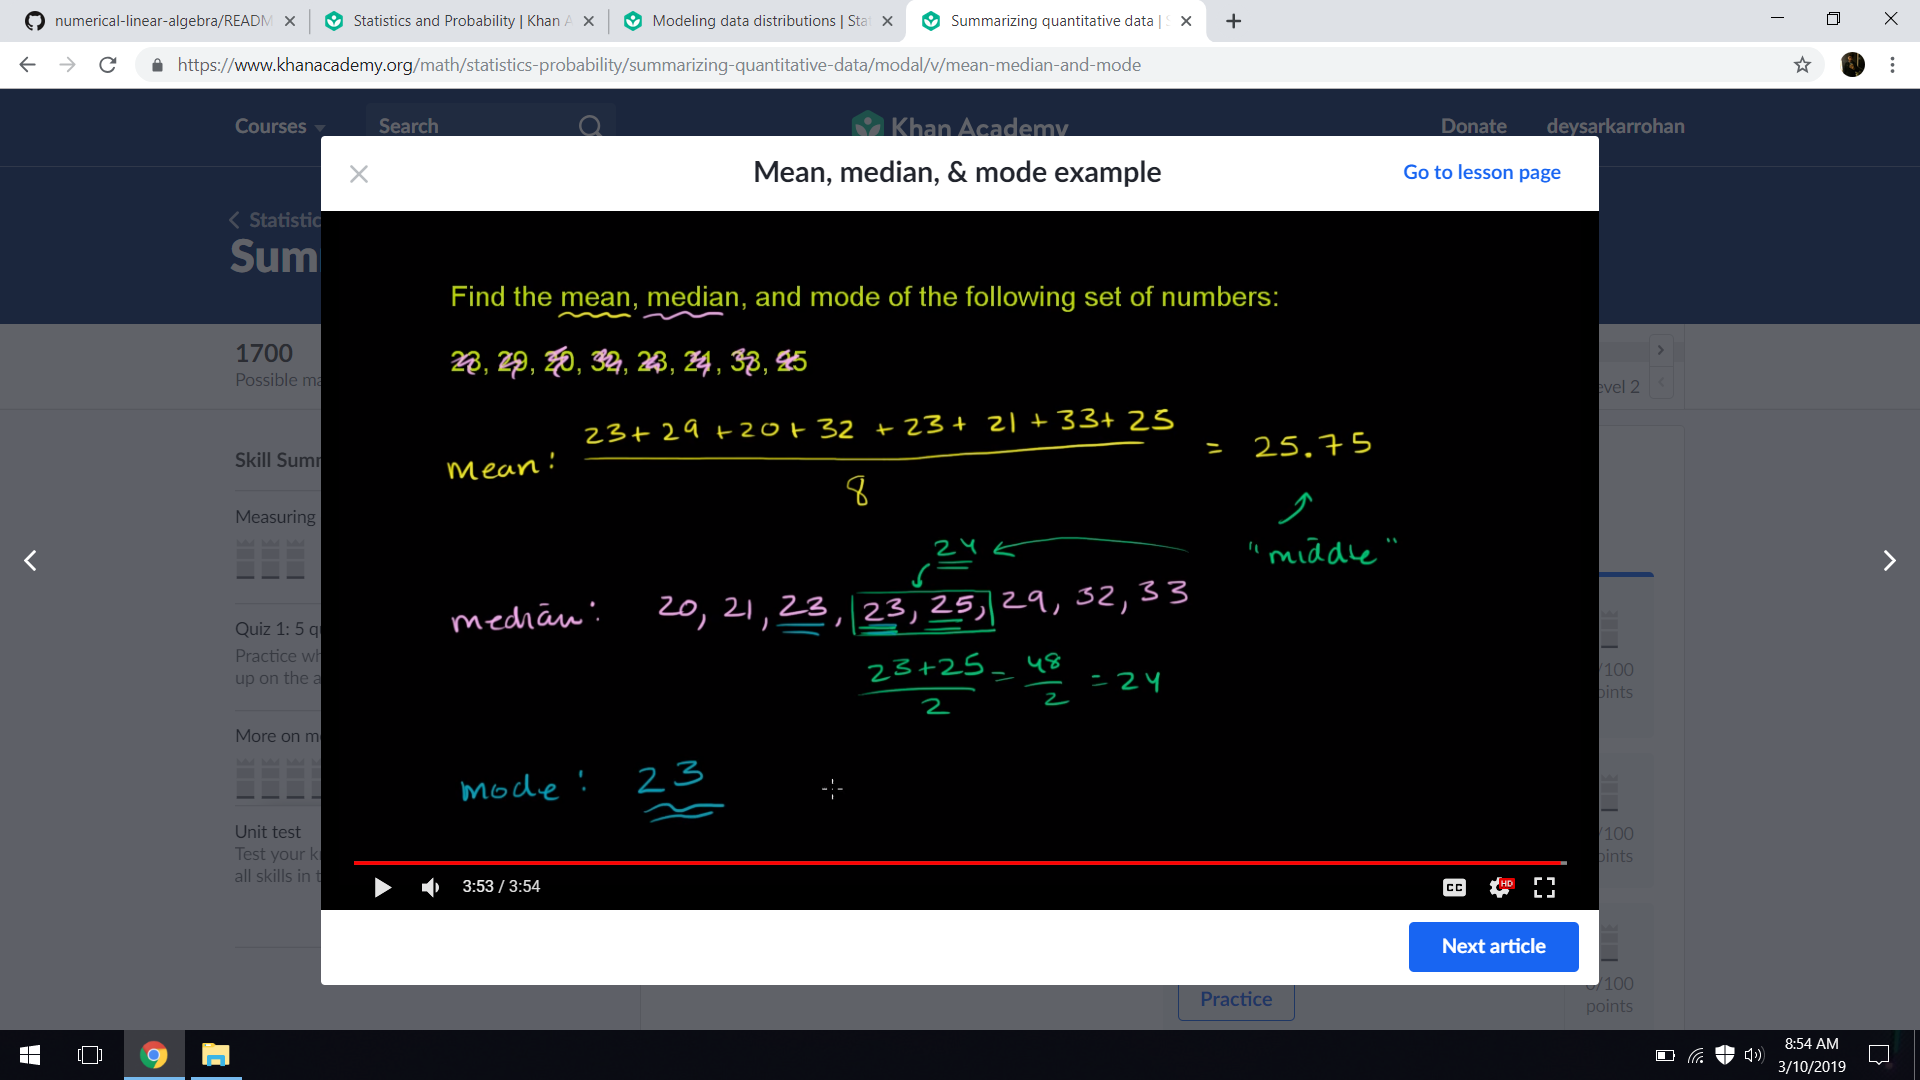 numerical-linear-algebra/READM
Statistics and Probability | Khan A
Modeling data distributions | Stat
Summarizing quantitative data | S
https://www.khanacademy.org/math/statistics-probability/summarizing-quantitative-data/modal/v/mean-median-and-mode
Courses Search Khan Academy Donate deysarkarrohan
Mean, median, & mode example
Go to lesson page
Statistic
Summ
Find the mean, median, and mode of the following set of numbers:
23, 29, 20, 32, 23, 21, 33, 25
1700
Possible ma
evel 2
mean: 23+29+20+32+23+21+33+25
8
= 25.75
"middle"
24
median: 20, 21, 23, 23, 25, 29, 32, 33
23+25
2
= 48
2
= 24
mode: 23
Skill Summ
Measuring
Quiz 1: 5 q
Practice wh
up on the a
More on m
Unit test
Test your k
all skills in t
/100
points
/100
points
3:53 / 3:54
CC HD
Next article
Practice
/100
points
8:54 AM
3/10/2019